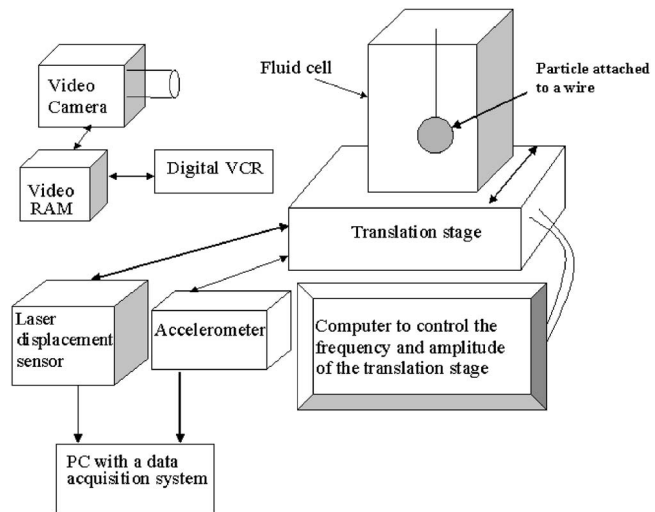 Video
Camera
Fluid cell
Particle attached
to a wire
Video
RAM
Digital VCR
Translation stage
Laser
displacement
sensor
Accelerometer
Computer to control the
frequency and amplitude
of the translation stage
PC with a data
acquisition system